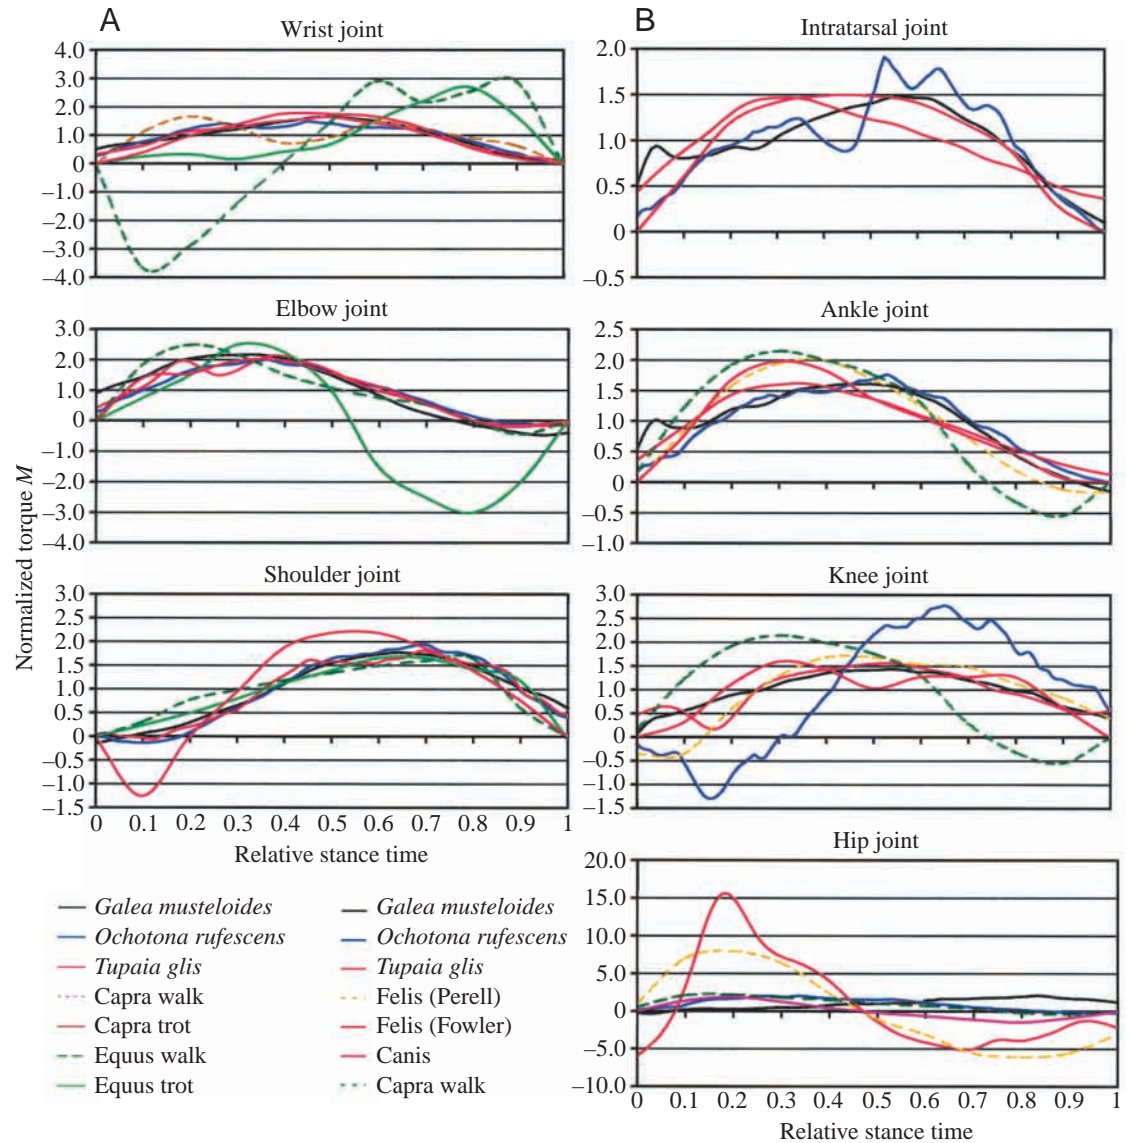 A
B
Wrist joint
4.0
3.0
2.0
1.0
0
–1.0
–2.0
–3.0
–4.0
Elbow joint
3.0
2.0
1.0
0
–1.0
–2.0
–3.0
–4.0
Shoulder joint
3.0
2.5
2.0
1.5
1.0
0.5
0
–0.5
–1.0
–1.5
0 0.1 0.2 0.3 0.4 0.5 0.6 0.7 0.8 0.9 1
Relative stance time
Normalized torque M
Intratarsal joint
2.0
1.5
1.0
0.5
0
–0.5
Ankle joint
2.5
2.0
1.5
1.0
0.5
0
–0.5
–1.0
Knee joint
3.0
2.5
2.0
1.5
1.0
0.5
0
–0.5
–1.0
–1.5
Hip joint
20.0
15.0
10.0
5.0
0
–5.0
–10.0
0 0.1 0.2 0.3 0.4 0.5 0.6 0.7 0.8 0.9 1
Relative stance time
Galea musteloides
Ochotona rufescens
Tupaia glis
Capra walk
Capra trot
Equus walk
Equus trot
Galea musteloides
Ochotona rufescens
Tupaia glis
Felis (Perell)
Felis (Fowler)
Canis
Capra walk